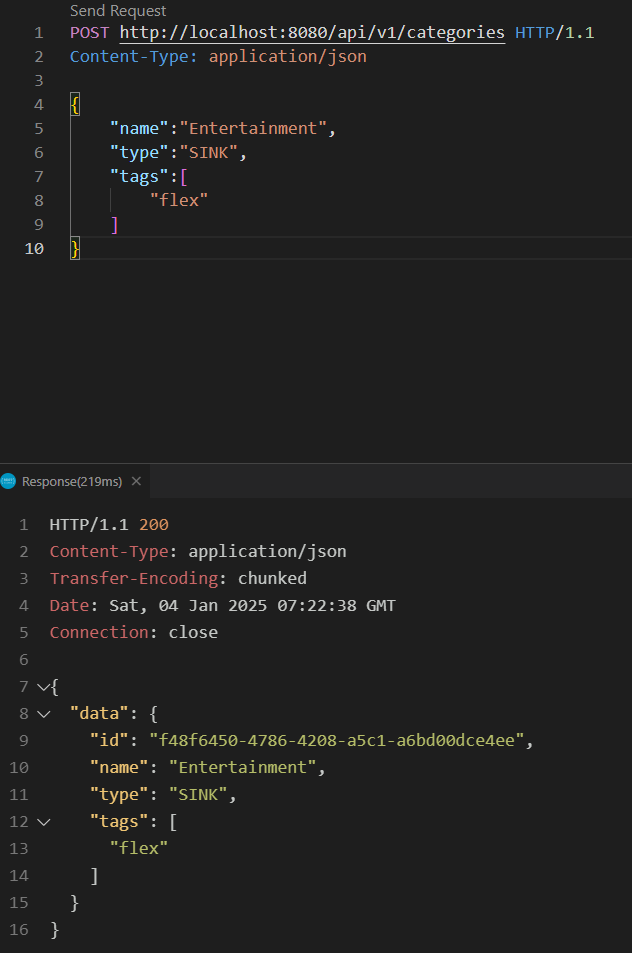 Send Request
1 POST http://localhost:8080/api/v1/categories HTTP/1.1
2 Content-Type: application/json
3
4 {
5     "name":"Entertainment",
6     "type":"SINK",
7     "tags":[
8         "flex"
9     ]
10 }
Response(219ms) ×
1 HTTP/1.1 200
2 Content-Type: application/json
3 Transfer-Encoding: chunked
4 Date: Sat, 04 Jan 2025 07:22:38 GMT
5 Connection: close
6
7 {
8   "data": {
9     "id": "f48f6450-4786-4208-a5c1-a6bd00dce4ee",
10     "name": "Entertainment",
11     "type": "SINK",
12     "tags": [
13       "flex"
14     ]
15   }
16 }